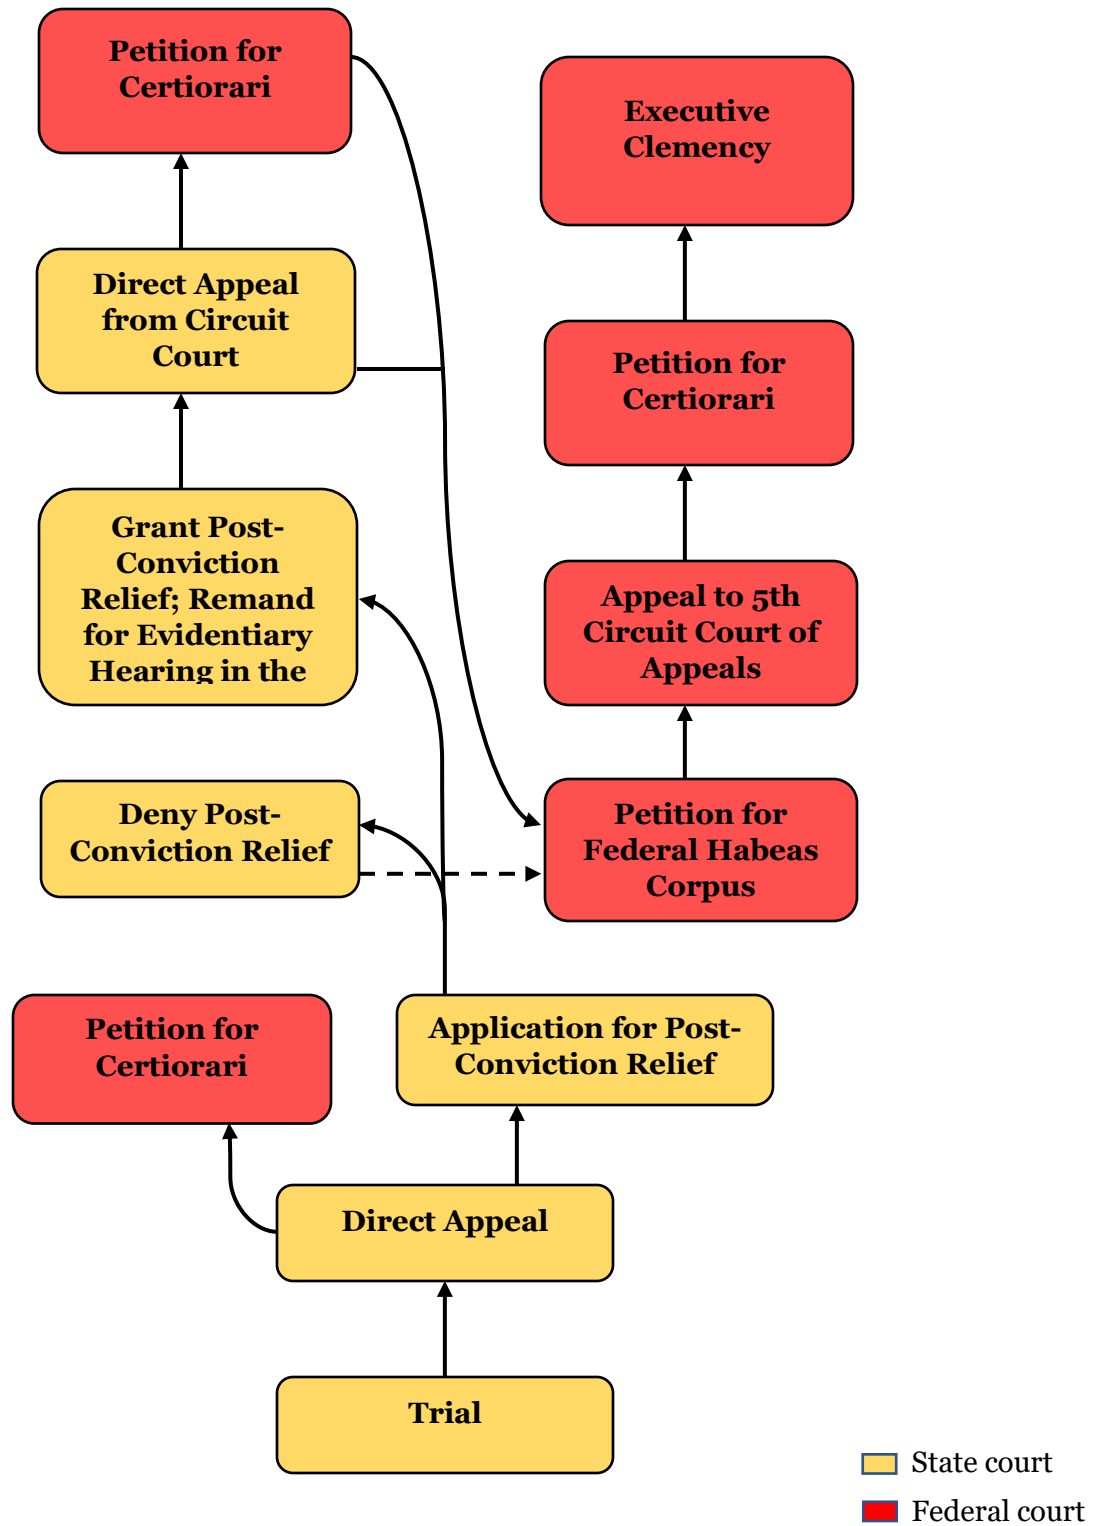 Petition for
Certiorari
Executive
Clemency
Direct Appeal
from Circuit
Court
Petition for
Certiorari
Grant Post-
Conviction
Relief; Remand
for Evidentiary
Hearing in the
Appeal to 5th
Circuit Court of
Appeals
Deny Post-
Conviction Relief
Petition for
Federal Habeas
Corpus
Petition for
Certiorari
Application for Post-
Conviction Relief
Direct Appeal
Trial
State court
Federal court